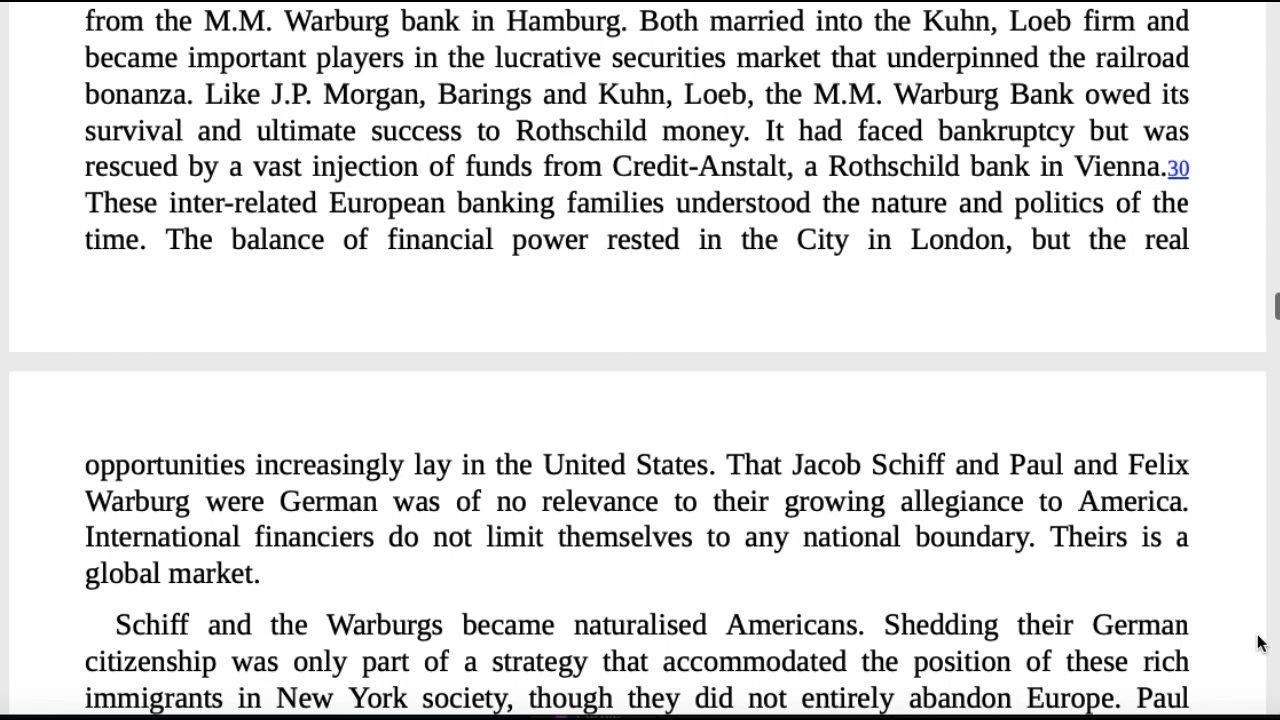 from the M.M. Warburg bank in Hamburg. Both married into the Kuhn, Loeb firm and
became important players in the lucrative securities market that underpinned the railroad
bonanza. Like J.P. Morgan, Barings and Kuhn, Loeb, the M.M. Warburg Bank owed its
survival and ultimate success to Rothschild money. It had faced bankruptcy but was
rescued by a vast injection of funds from Credit-Anstalt, a Rothschild bank in Vienna.30
These inter-related European banking families understood the nature and politics of the
time. The balance of financial power rested in the City in London, but the real
opportunities increasingly lay in the United States. That Jacob Schiff and Paul and Felix
Warburg were German was of no relevance to their growing allegiance to America.
International financiers do not limit themselves to any national boundary. Theirs is a
global market.
Schiff and the Warburgs became naturalised Americans. Shedding their German
citizenship was only part of a strategy that accommodated the position of these rich
immigrants in New York society, though they did not entirely abandon Europe. Paul